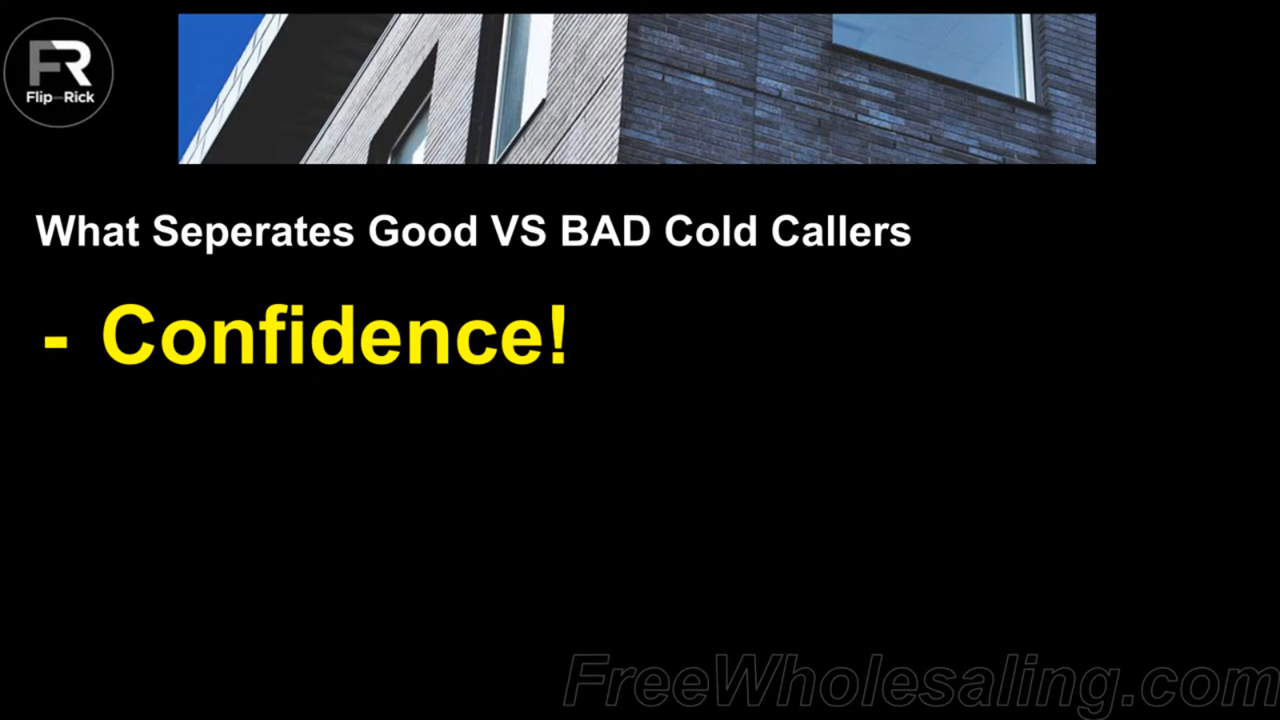 FR
Flip Rick
What Seperates Good VS BAD Cold Callers
- Confidence!
FreeWholesaling.com